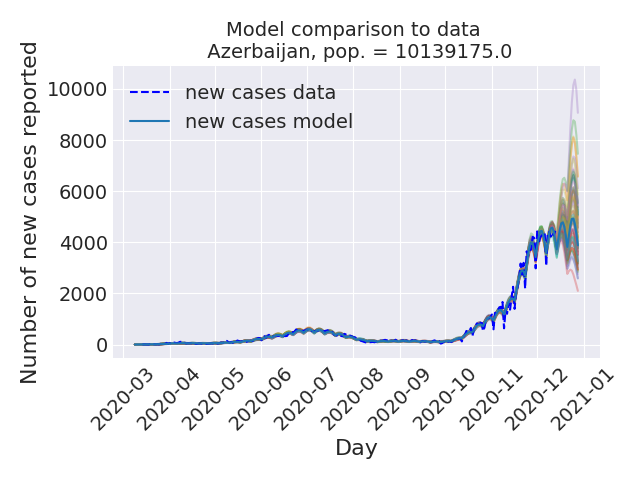 Model comparison to data
Azerbaijan, pop. = 10139175.0
Number of new cases reported
10000
8000
6000
4000
2000
0
new cases data
new cases model
2020-03
2020-04
2020-05
2020-06
2020-07
2020-08
2020-09
2020-10
2020-11
2020-12
2021-01
Day